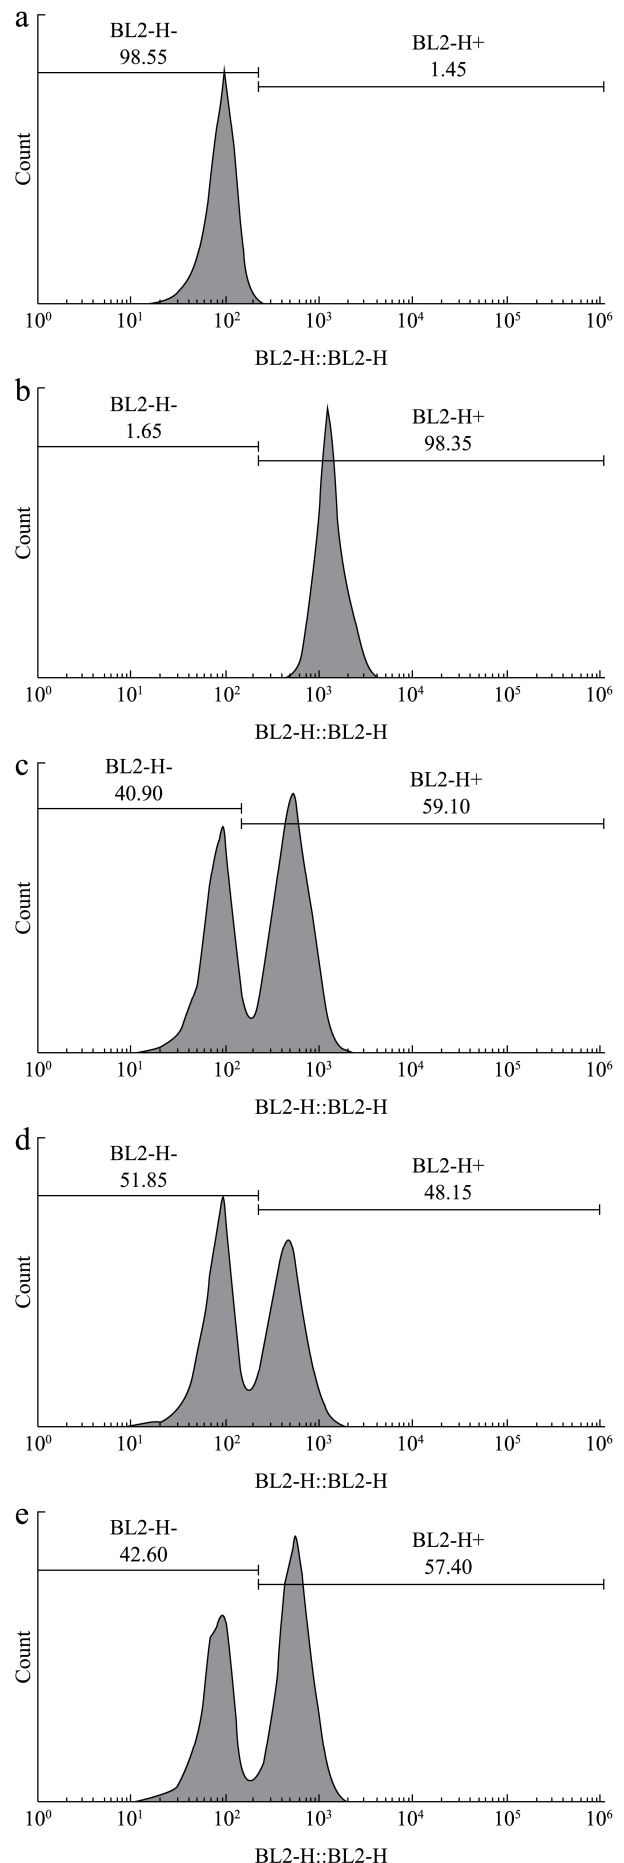 a
BL2-H-
98.55
BL2-H+
1.45
Count
10⁰ 10¹ 10² 10³ 10⁴ 10⁵ 10⁶
BL2-H::BL2-H
b
BL2-H-
1.65
BL2-H+
98.35
Count
10⁰ 10¹ 10² 10³ 10⁴ 10⁵ 10⁶
BL2-H::BL2-H
c
BL2-H-
40.90
BL2-H+
59.10
Count
10⁰ 10¹ 10² 10³ 10⁴ 10⁵ 10⁶
BL2-H::BL2-H
d
BL2-H-
51.85
BL2-H+
48.15
Count
10⁰ 10¹ 10² 10³ 10⁴ 10⁵ 10⁶
BL2-H::BL2-H
e
BL2-H-
42.60
BL2-H+
57.40
Count
10⁰ 10¹ 10² 10³ 10⁴ 10⁵ 10⁶
BL2-H::BL2-H